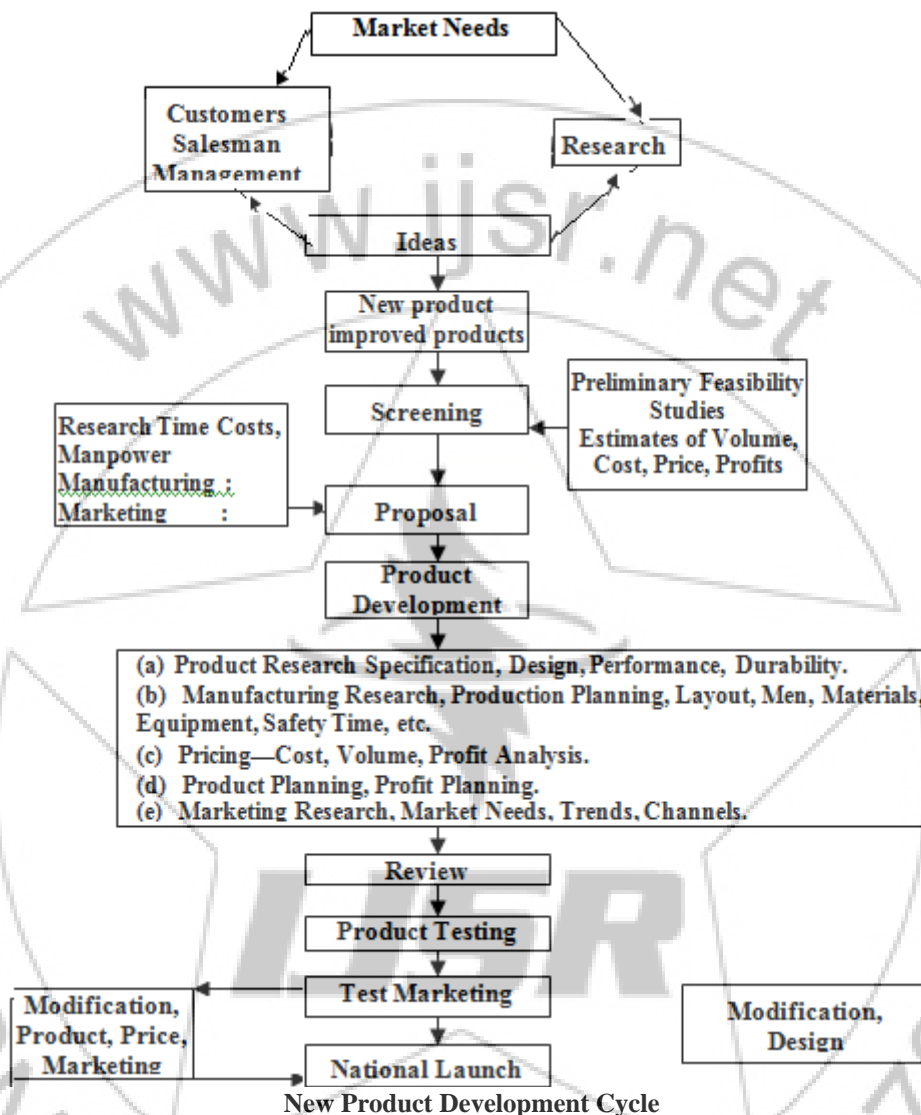 Market Needs
Customers
Salesman
Management
Research
Ideas
New product
improved products
Screening
Preliminary Feasibility
Studies
Estimates of Volume,
Cost, Price, Profits
Research Time Costs,
Manpower
Manufacturing :
Marketing :
Proposal
Product
Development
(a) Product Research Specification, Design, Performance, Durability.
(b) Manufacturing Research, Production Planning, Layout, Men, Materials,
Equipment, Safety Time, etc.
(c) Pricing—Cost, Volume, Profit Analysis.
(d) Product Planning, Profit Planning.
(e) Marketing Research, Market Needs, Trends, Channels.
Review
Product Testing
Test Marketing
Modification,
Product, Price,
Marketing
Modification,
Design
National Launch
New Product Development Cycle
www.ijsr.net
IJSR